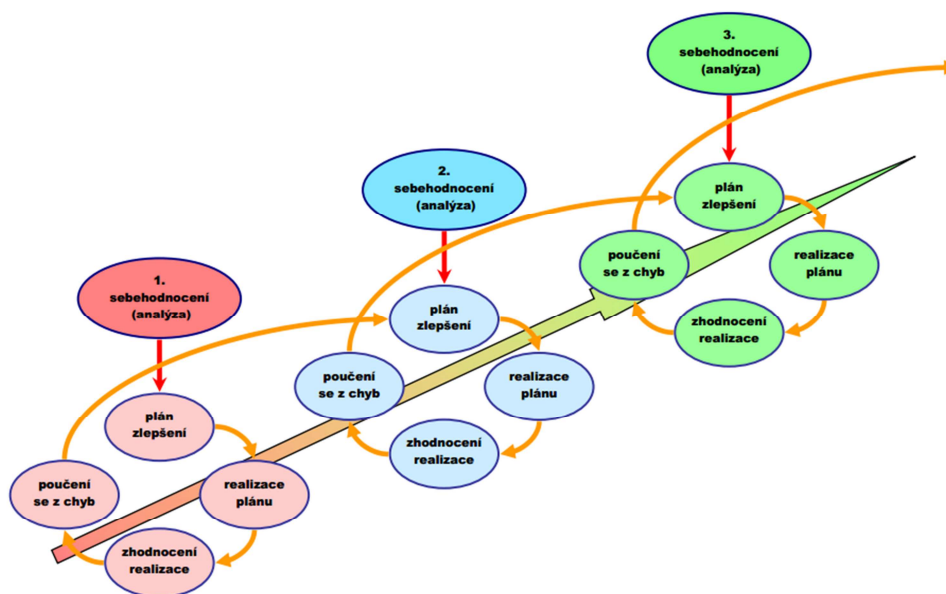 3.
sebehodnocení
(analýza)
2.
sebehodnocení
(analýza)
plán
zlepšení
poučení
se z chyb
realizace
plánu
1.
sebehodnocení
(analýza)
plán
zlepšení
zhodnocení
realizace
poučení
se z chyb
realizace
plánu
plán
zlepšení
zhodnocení
realizace
poučení
se z chyb
realizace
plánu
zhodnocení
realizace